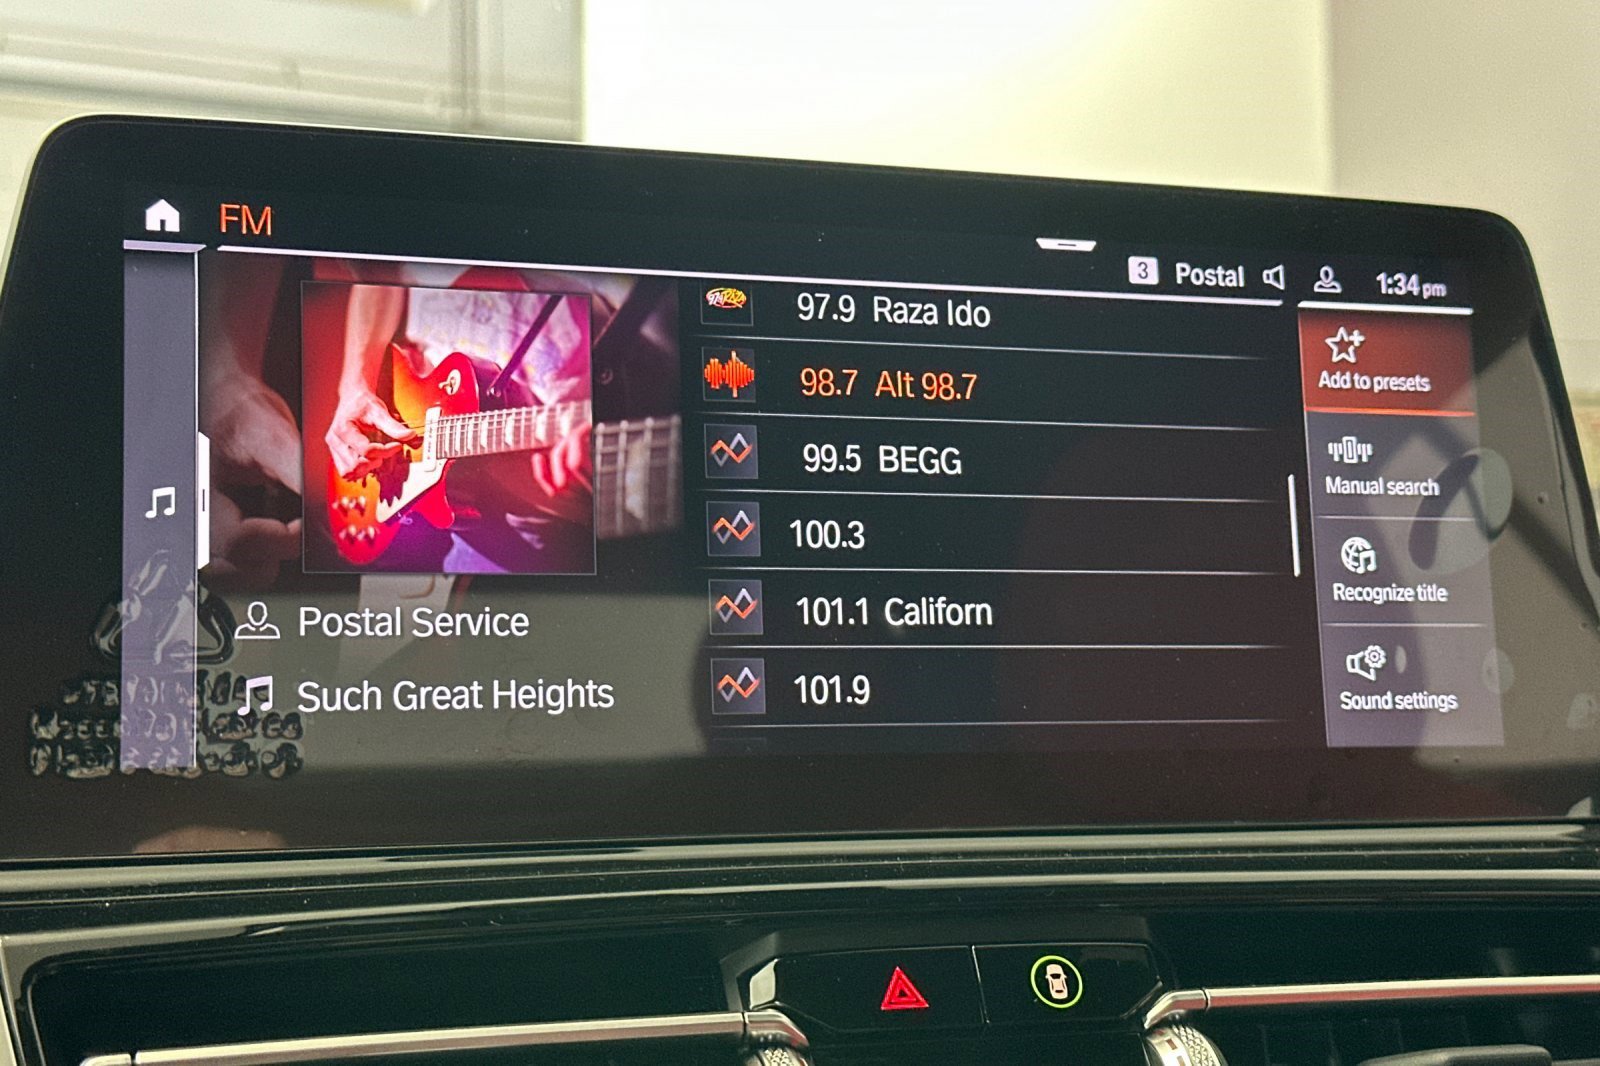 FM
3 Postal 1:34 pm
Postal Service
Such Great Heights
97.9 Raza Ido
98.7 Alt 98.7
99.5 BEGG
100.3
101.1 Californ
101.9
Add to presets
Manual search
Recognize title
Sound settings